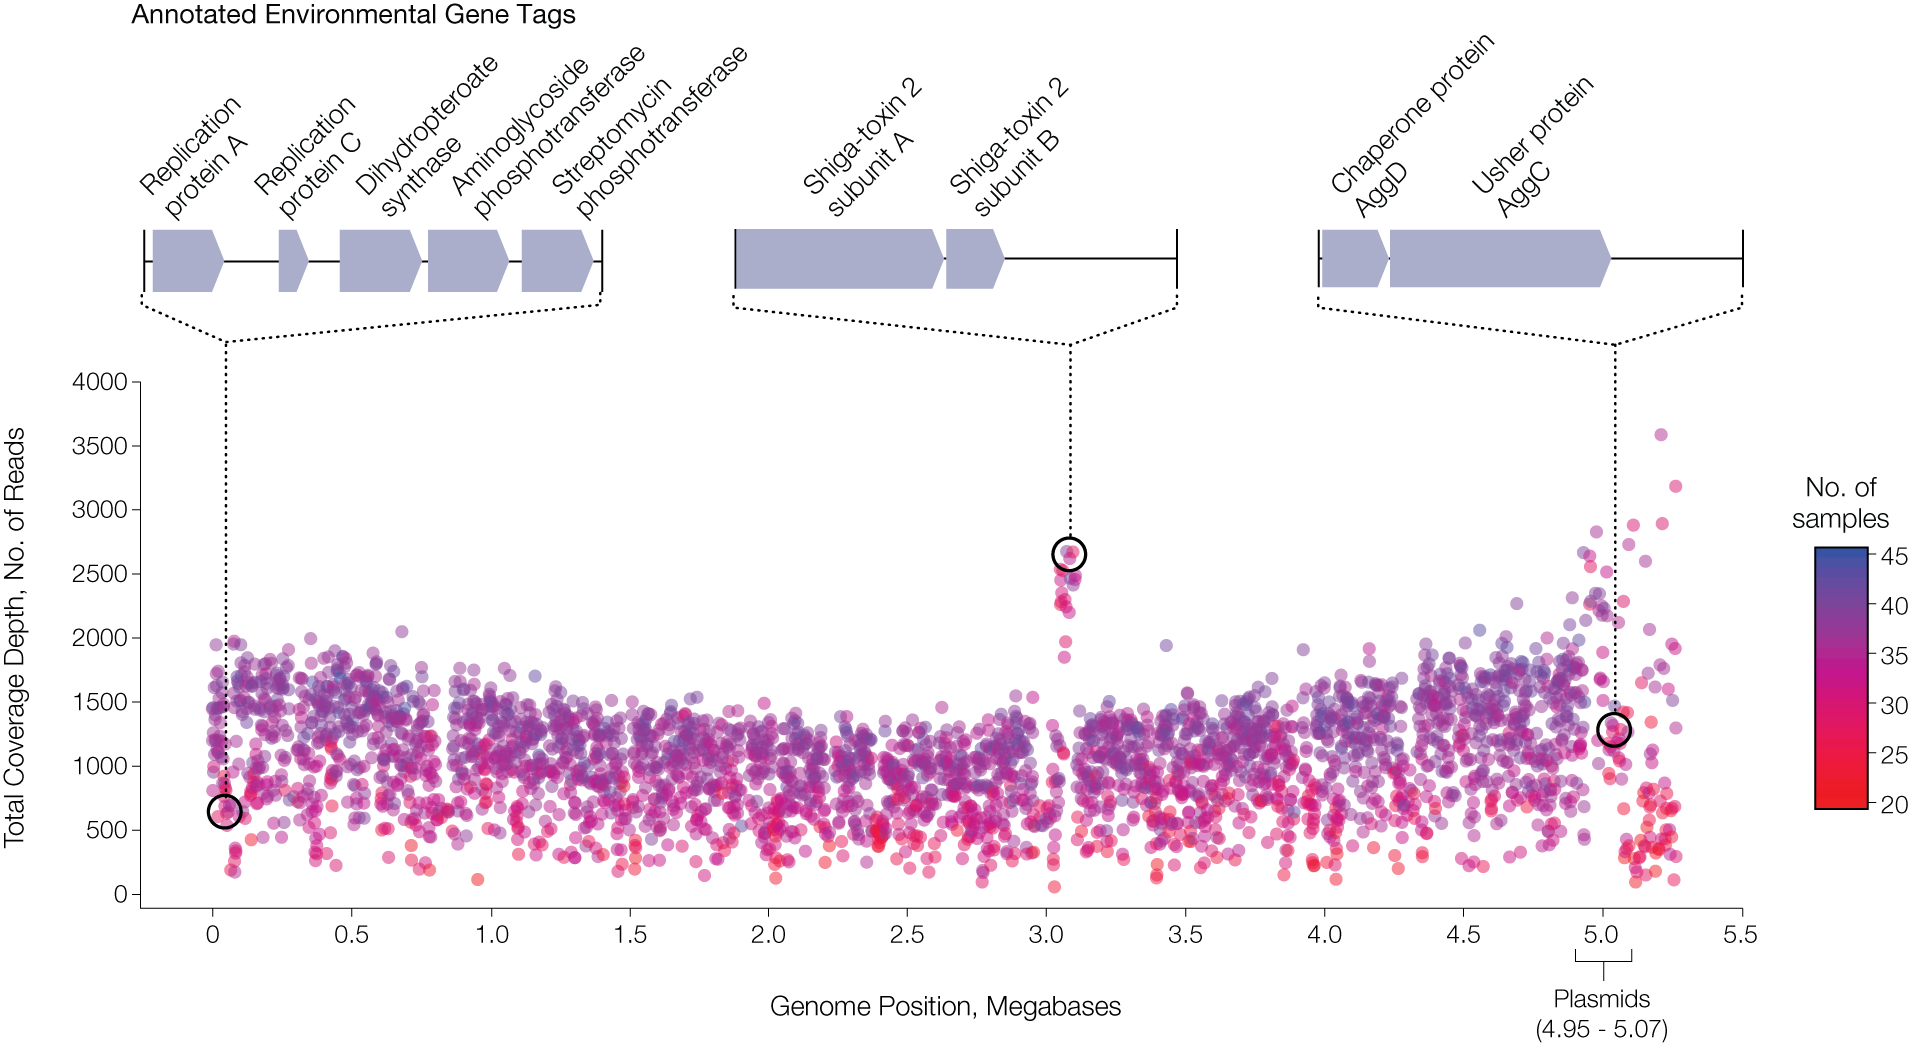 Annotated Environmental Gene Tags
Replication
protein A
Replication
protein C
Dihydropteroate
synthase
Aminoglycoside
phosphotransferase
Streptomycin
phosphotransferase
Shiga-toxin 2
subunit A
Shiga-toxin 2
subunit B
Chaperone protein
AggD
Usher protein
AggC
Total Coverage Depth, No. of Reads
4000
3500
3000
2500
2000
1500
1000
500
0
0 0.5 1.0 1.5 2.0 2.5 3.0 3.5 4.0 4.5 5.0 5.5
Genome Position, Megabases
Plasmids
(4.95 - 5.07)
No. of
samples
45
40
35
30
25
20